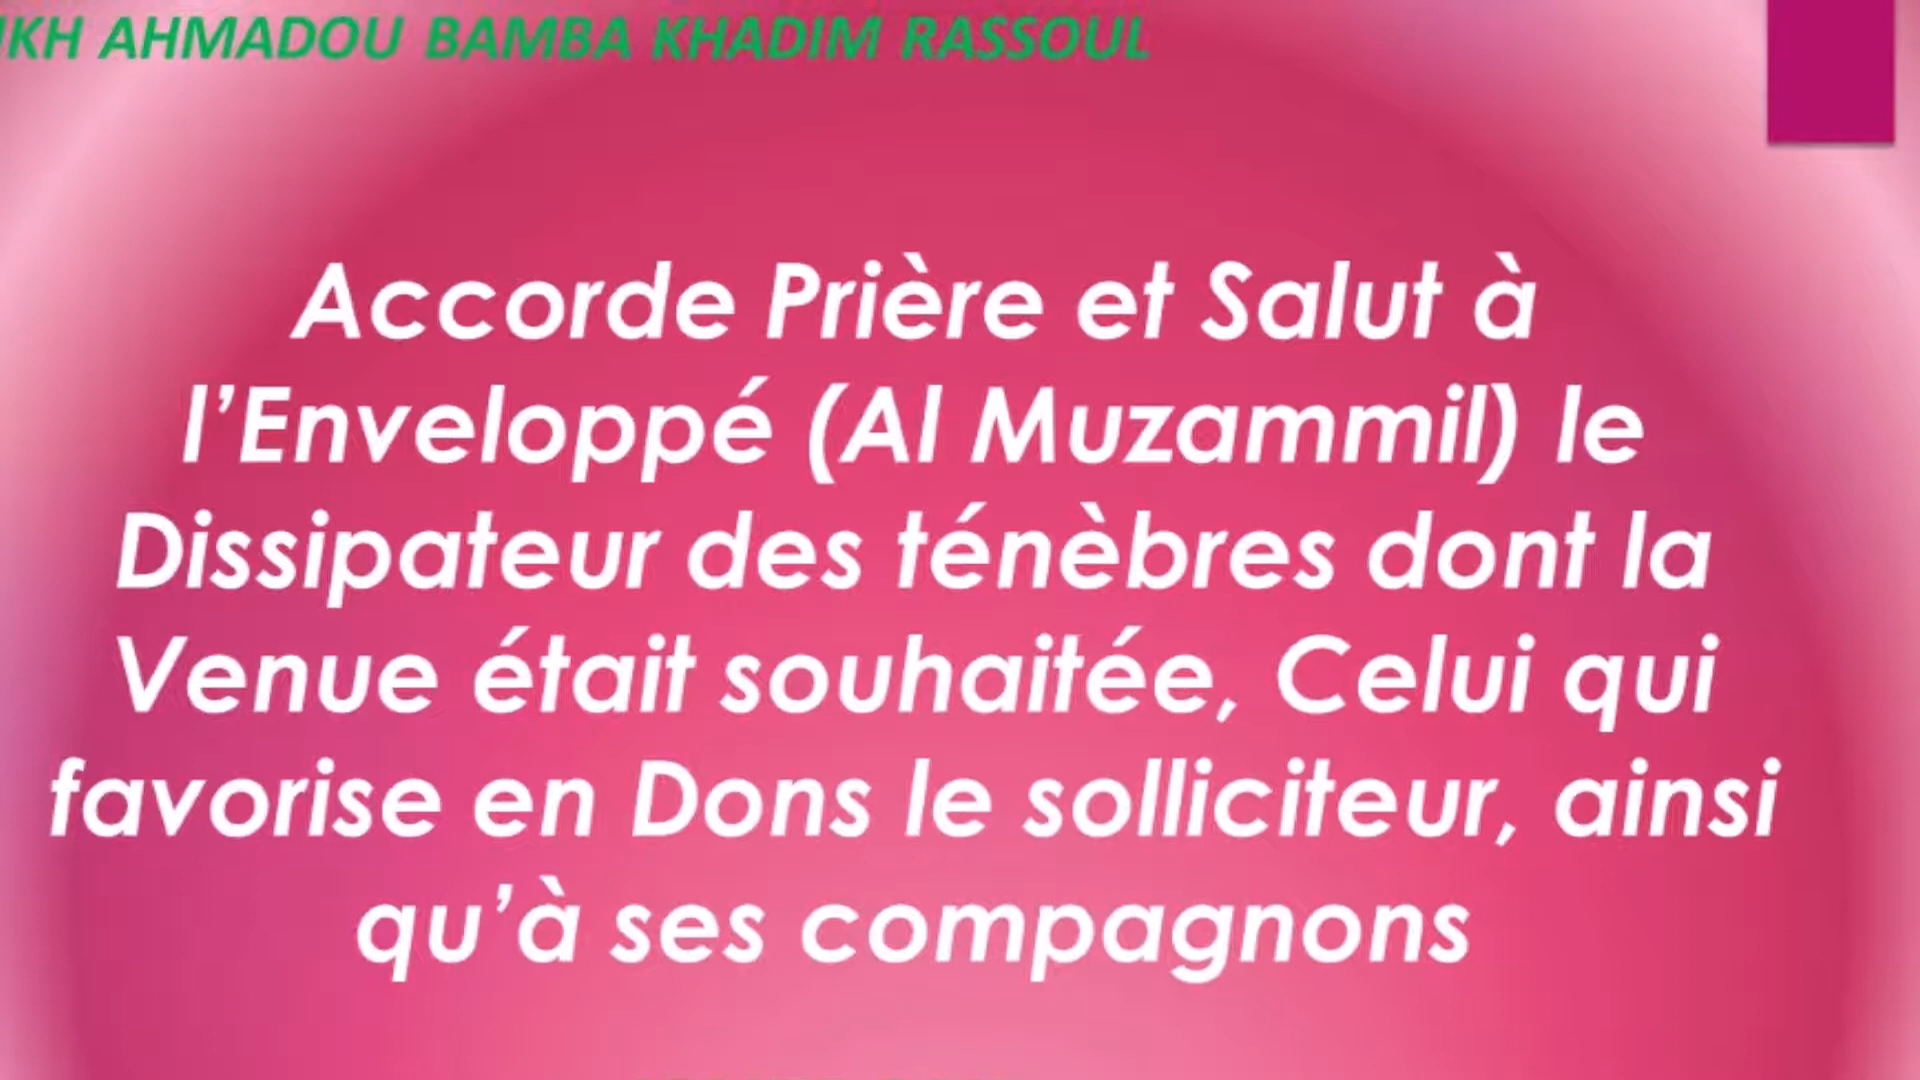 KH AHMADOU BAMBA KHADIM RASSOUL
Accorde Prière et Salut à
l’Enveloppé (Al Muzammil) le
Dissipateur des ténèbres dont la
Venue était souhaitée, Celui qui
favorise en Dons le solliciteur, ainsi
qu’à ses compagnons